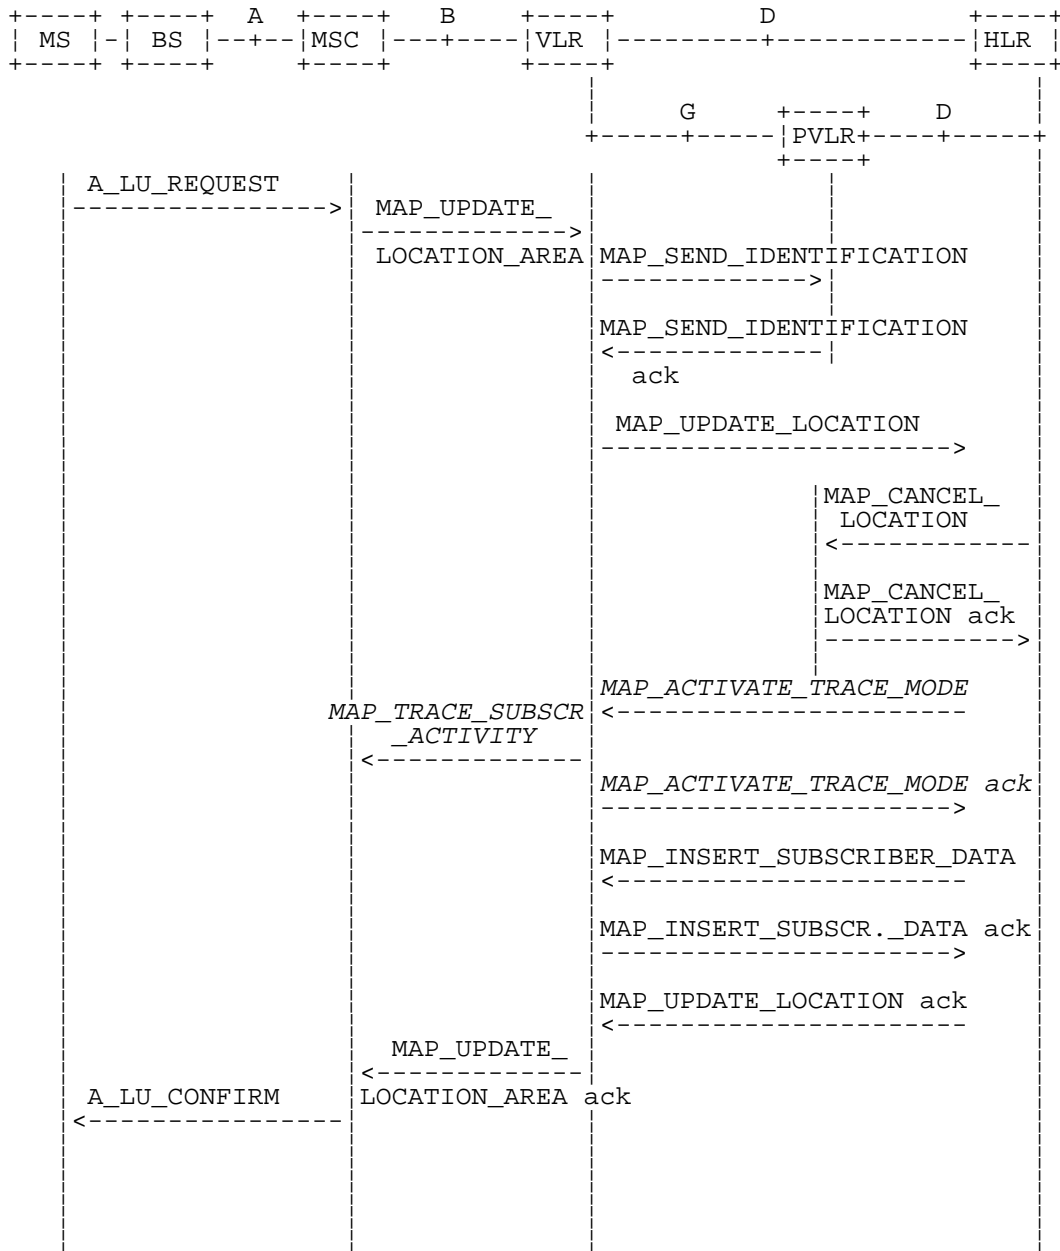 A B D
MS BS MSC VLR HLR
G D
PVLR
A_LU_REQUEST
MAP_UPDATE_
LOCATION_AREA MAP_SEND_IDENTIFICATION
MAP_SEND_IDENTIFICATION
ack
MAP_UPDATE_LOCATION
MAP_CANCEL_
LOCATION
MAP_CANCEL_
LOCATION ack
MAP_ACTIVATE_TRACE_MODE
MAP_TRACE_SUBSCR
_ACTIVITY
MAP_ACTIVATE_TRACE_MODE ack
MAP_INSERT_SUBSCRIBER_DATA
MAP_INSERT_SUBSCR._DATA ack
MAP_UPDATE_LOCATION ack
MAP_UPDATE_
A_LU_CONFIRM LOCATION_AREA ack